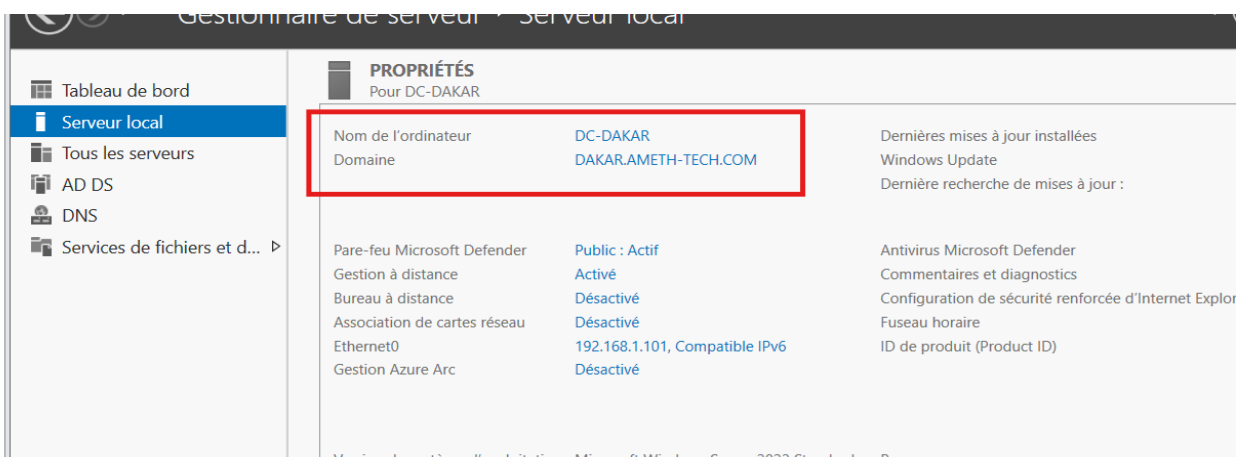 Gestionnaire de serveur Serveur local
Tableau de bord
Serveur local
Tous les serveurs
AD DS
DNS
Services de fichiers et d...
PROPRIÉTÉS
Pour DC-DAKAR
Nom de l'ordinateur DC-DAKAR
Domaine DAKAR.AMETH-TECH.COM
Dernières mises à jour installées
Windows Update
Dernière recherche de mises à jour :
Pare-feu Microsoft Defender Public : Actif
Gestion à distance Activé
Bureau à distance Désactivé
Association de cartes réseau Désactivé
Ethernet0 192.168.1.101, Compatible IPv6
Gestion Azure Arc Désactivé
Antivirus Microsoft Defender
Commentaires et diagnostics
Configuration de sécurité renforcée d'Internet Explor
Fuseau horaire
ID de produit (Product ID)